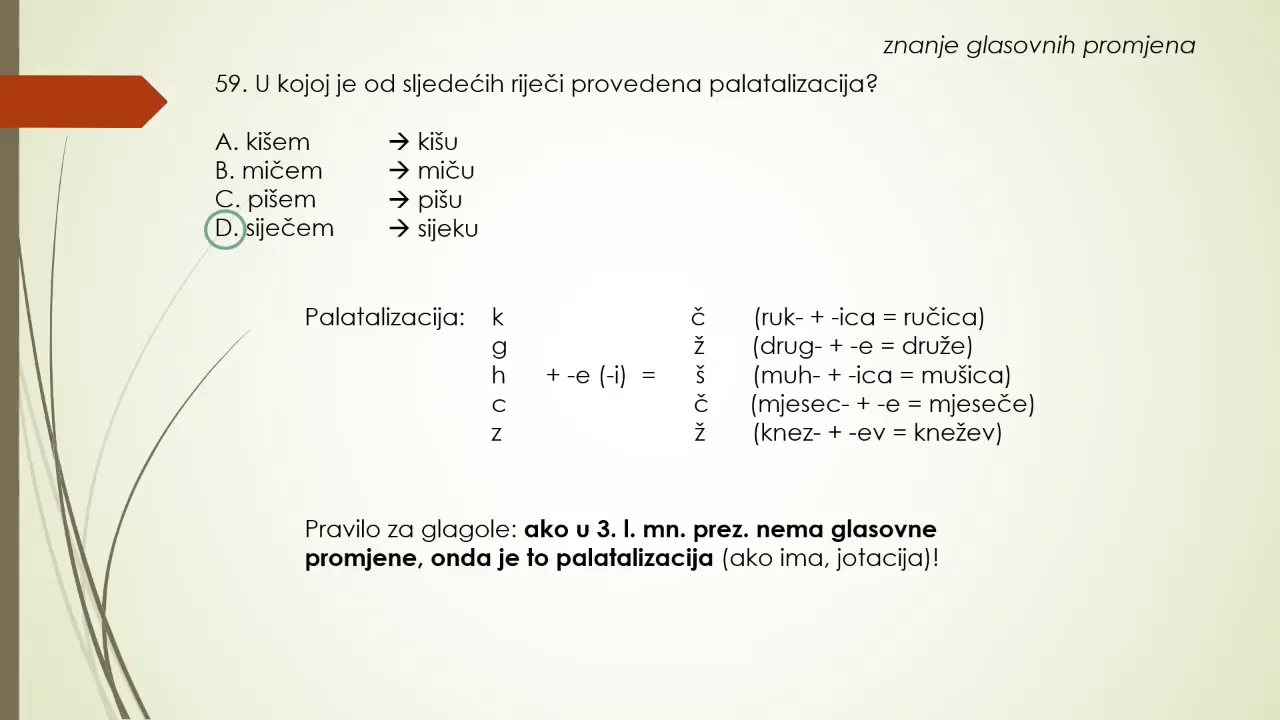 znanje glasovnih promjena
59. U kojoj je od sljedećih riječi provedena palatalizacija?
A. kišem → kišu
B. mičem → miču
C. pišem → pišu
D. siječem → sijeku
Palatalizacija: k č (ruk- + -ica = ručica)
g ž (drug- + -e = druže)
h + -e (-i) = š (muh- + -ica = mušica)
c č (mjesec- + -e = mjeseče)
z ž (knez- + -ev = knežev)
Pravilo za glagole: ako u 3. l. mn. prez. nema glasovne
promjene, onda je to palatalizacija (ako ima, jotacija)!